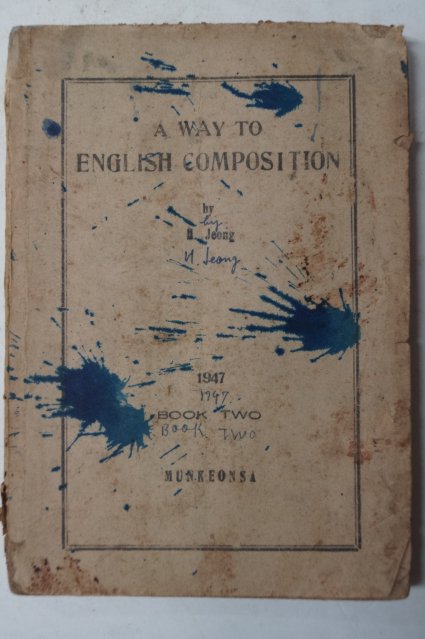 A WAY TO
ENGLISH COMPOSITION
by
by
H. Jeong
H. Jeong
1947
1947
BOOK TWO
BOOK TWO
MUNKEONSA